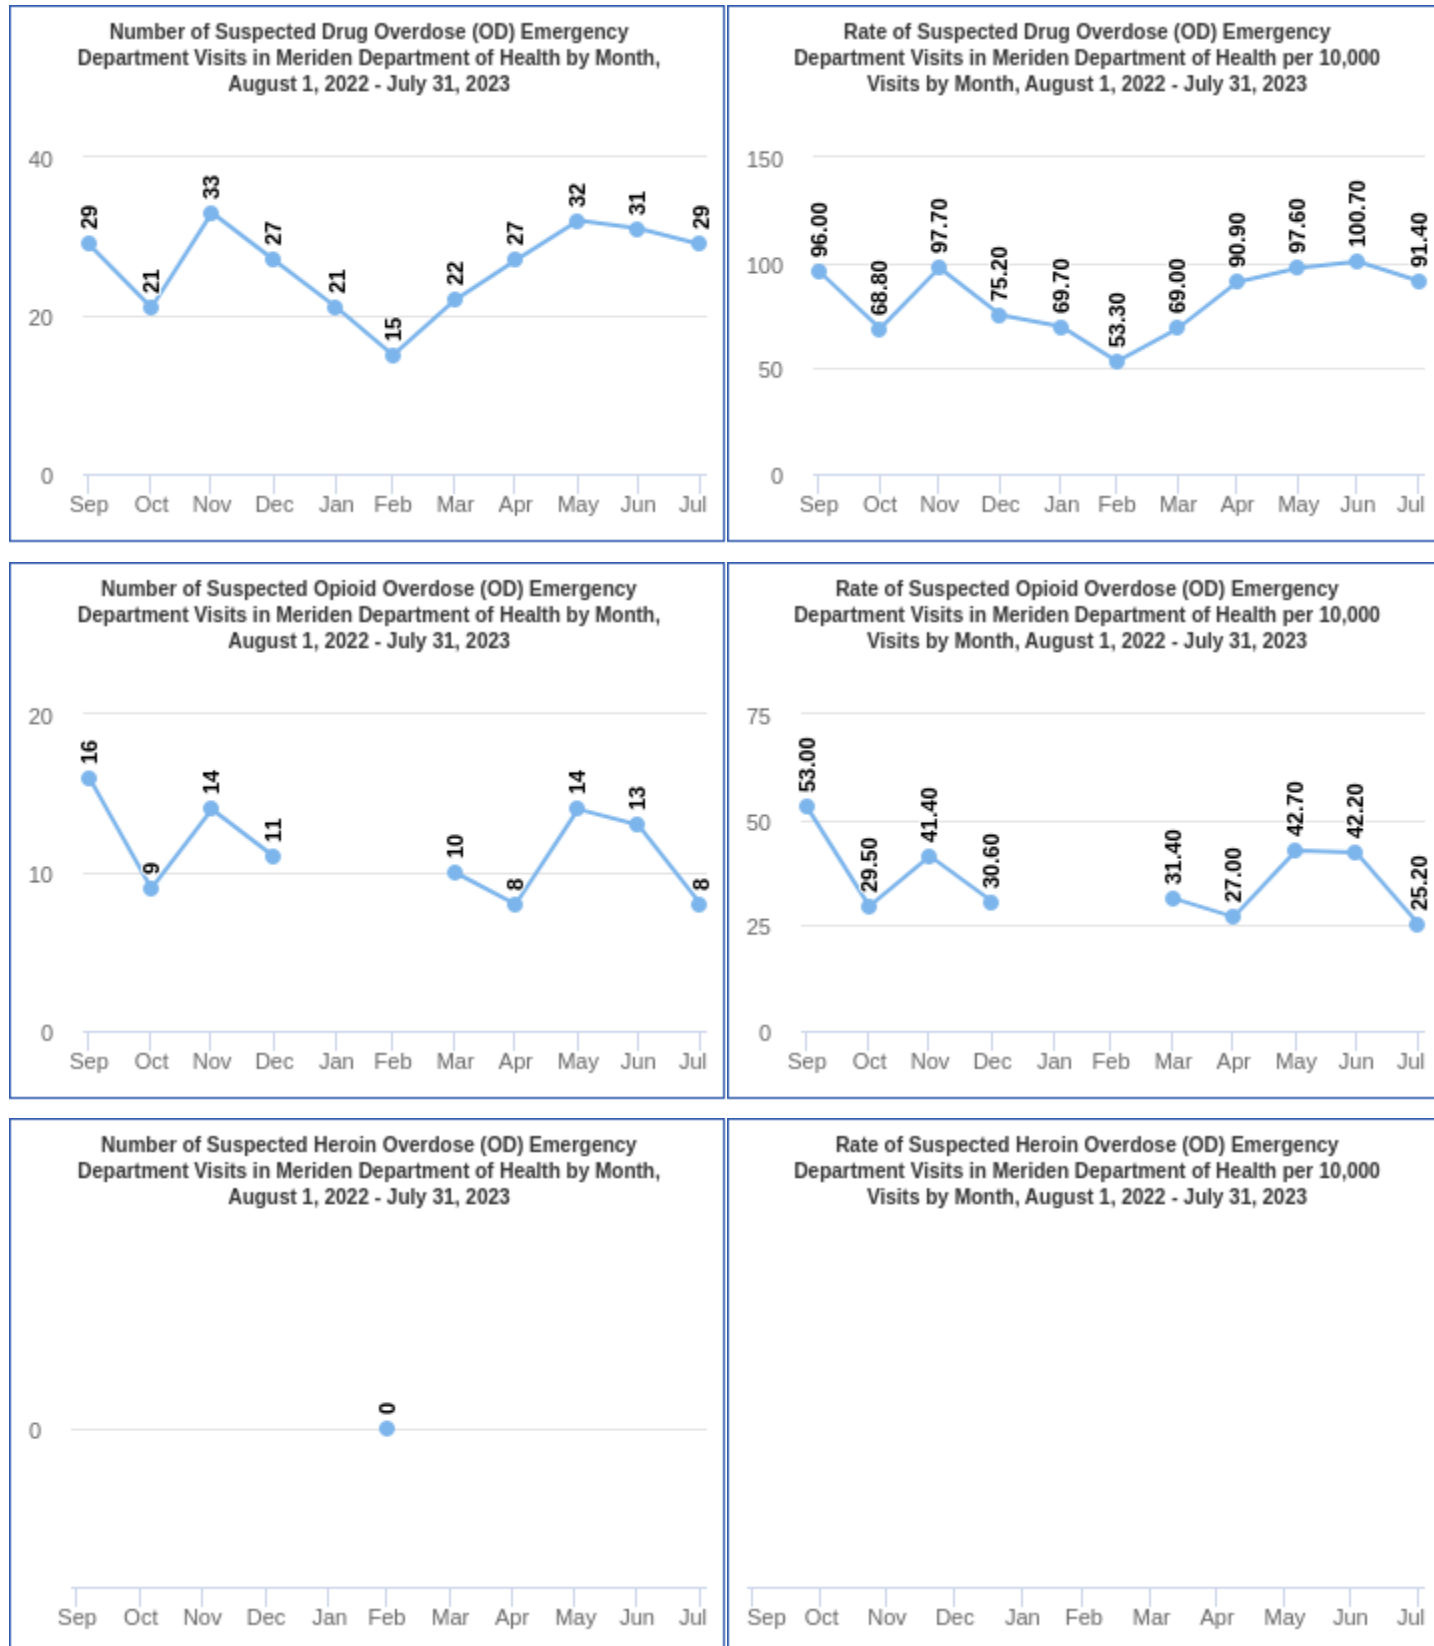 Number of Suspected Drug Overdose (OD) Emergency
Department Visits in Meriden Department of Health by Month,
August 1, 2022 - July 31, 2023
40
20
0
29
21
33
27
21
15
22
27
32
31
29
Sep Oct Nov Dec Jan Feb Mar Apr May Jun Jul
Rate of Suspected Drug Overdose (OD) Emergency
Department Visits in Meriden Department of Health per 10,000
Visits by Month, August 1, 2022 - July 31, 2023
150
100
50
0
96.00
68.80
97.70
75.20
69.70
53.30
69.00
90.90
97.60
100.70
91.40
Sep Oct Nov Dec Jan Feb Mar Apr May Jun Jul
Number of Suspected Opioid Overdose (OD) Emergency
Department Visits in Meriden Department of Health by Month,
August 1, 2022 - July 31, 2023
20
10
0
16
9
14
11
10
8
14
13
8
Sep Oct Nov Dec Jan Feb Mar Apr May Jun Jul
Rate of Suspected Opioid Overdose (OD) Emergency
Department Visits in Meriden Department of Health per 10,000
Visits by Month, August 1, 2022 - July 31, 2023
75
50
25
0
53.00
29.50
41.40
30.60
31.40
27.00
42.70
42.20
25.20
Sep Oct Nov Dec Jan Feb Mar Apr May Jun Jul
Number of Suspected Heroin Overdose (OD) Emergency
Department Visits in Meriden Department of Health by Month,
August 1, 2022 - July 31, 2023
0
0
Sep Oct Nov Dec Jan Feb Mar Apr May Jun Jul
Rate of Suspected Heroin Overdose (OD) Emergency
Department Visits in Meriden Department of Health per 10,000
Visits by Month, August 1, 2022 - July 31, 2023
Sep Oct Nov Dec Jan Feb Mar Apr May Jun Jul